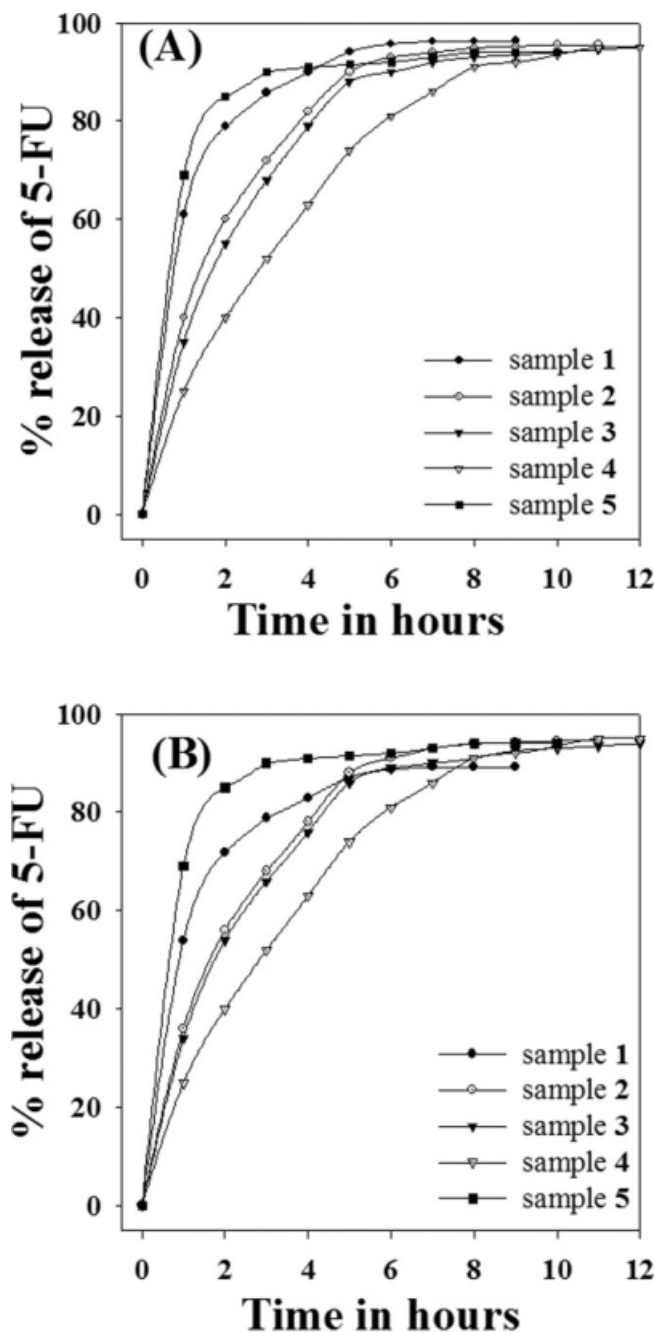 (A)
% release of 5-FU
100
80
60
40
20
0
sample 1
sample 2
sample 3
sample 4
sample 5
0 2 4 6 8 10 12
Time in hours
(B)
% release of 5-FU
100
80
60
40
20
0
sample 1
sample 2
sample 3
sample 4
sample 5
0 2 4 6 8 10 12
Time in hours